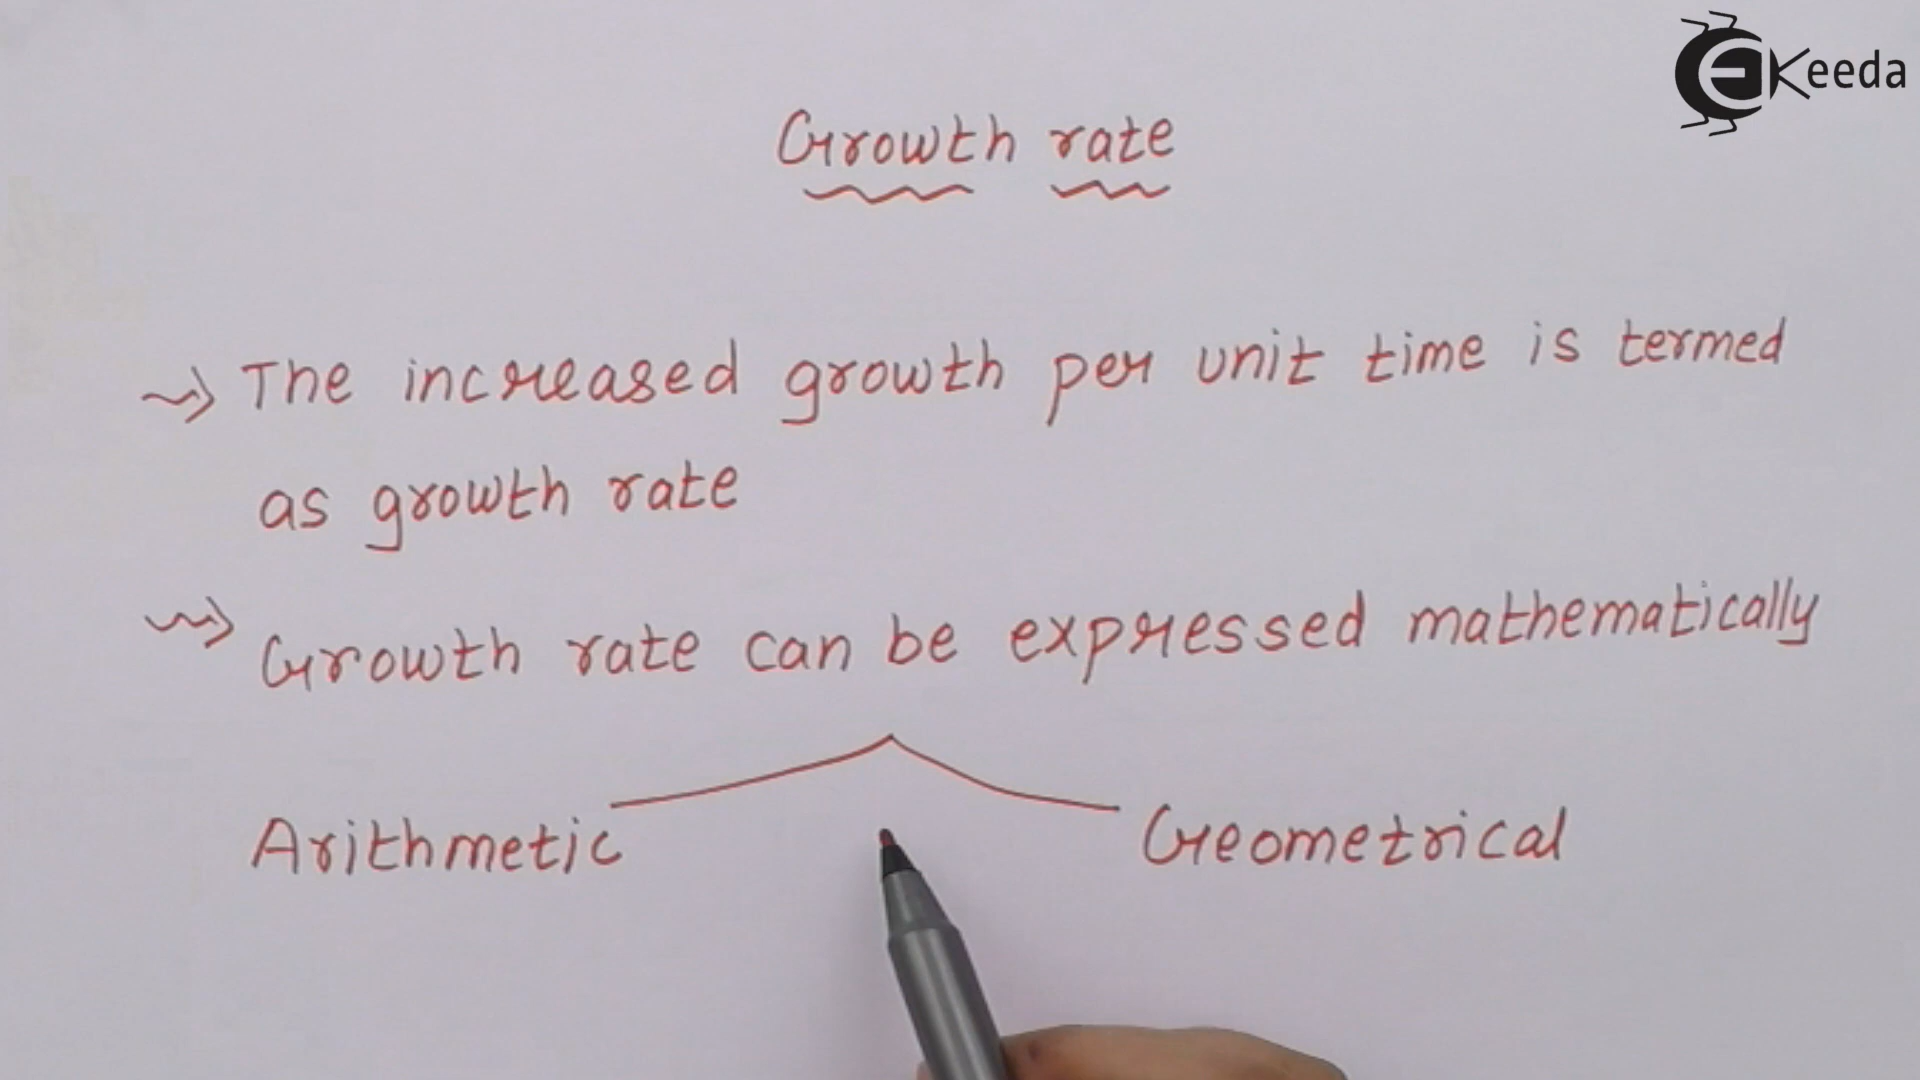 EKeeda
Growth rate
The increased growth per unit time is termed
as growth rate
Growth rate can be expressed mathematically
Arithmetic Geometrical